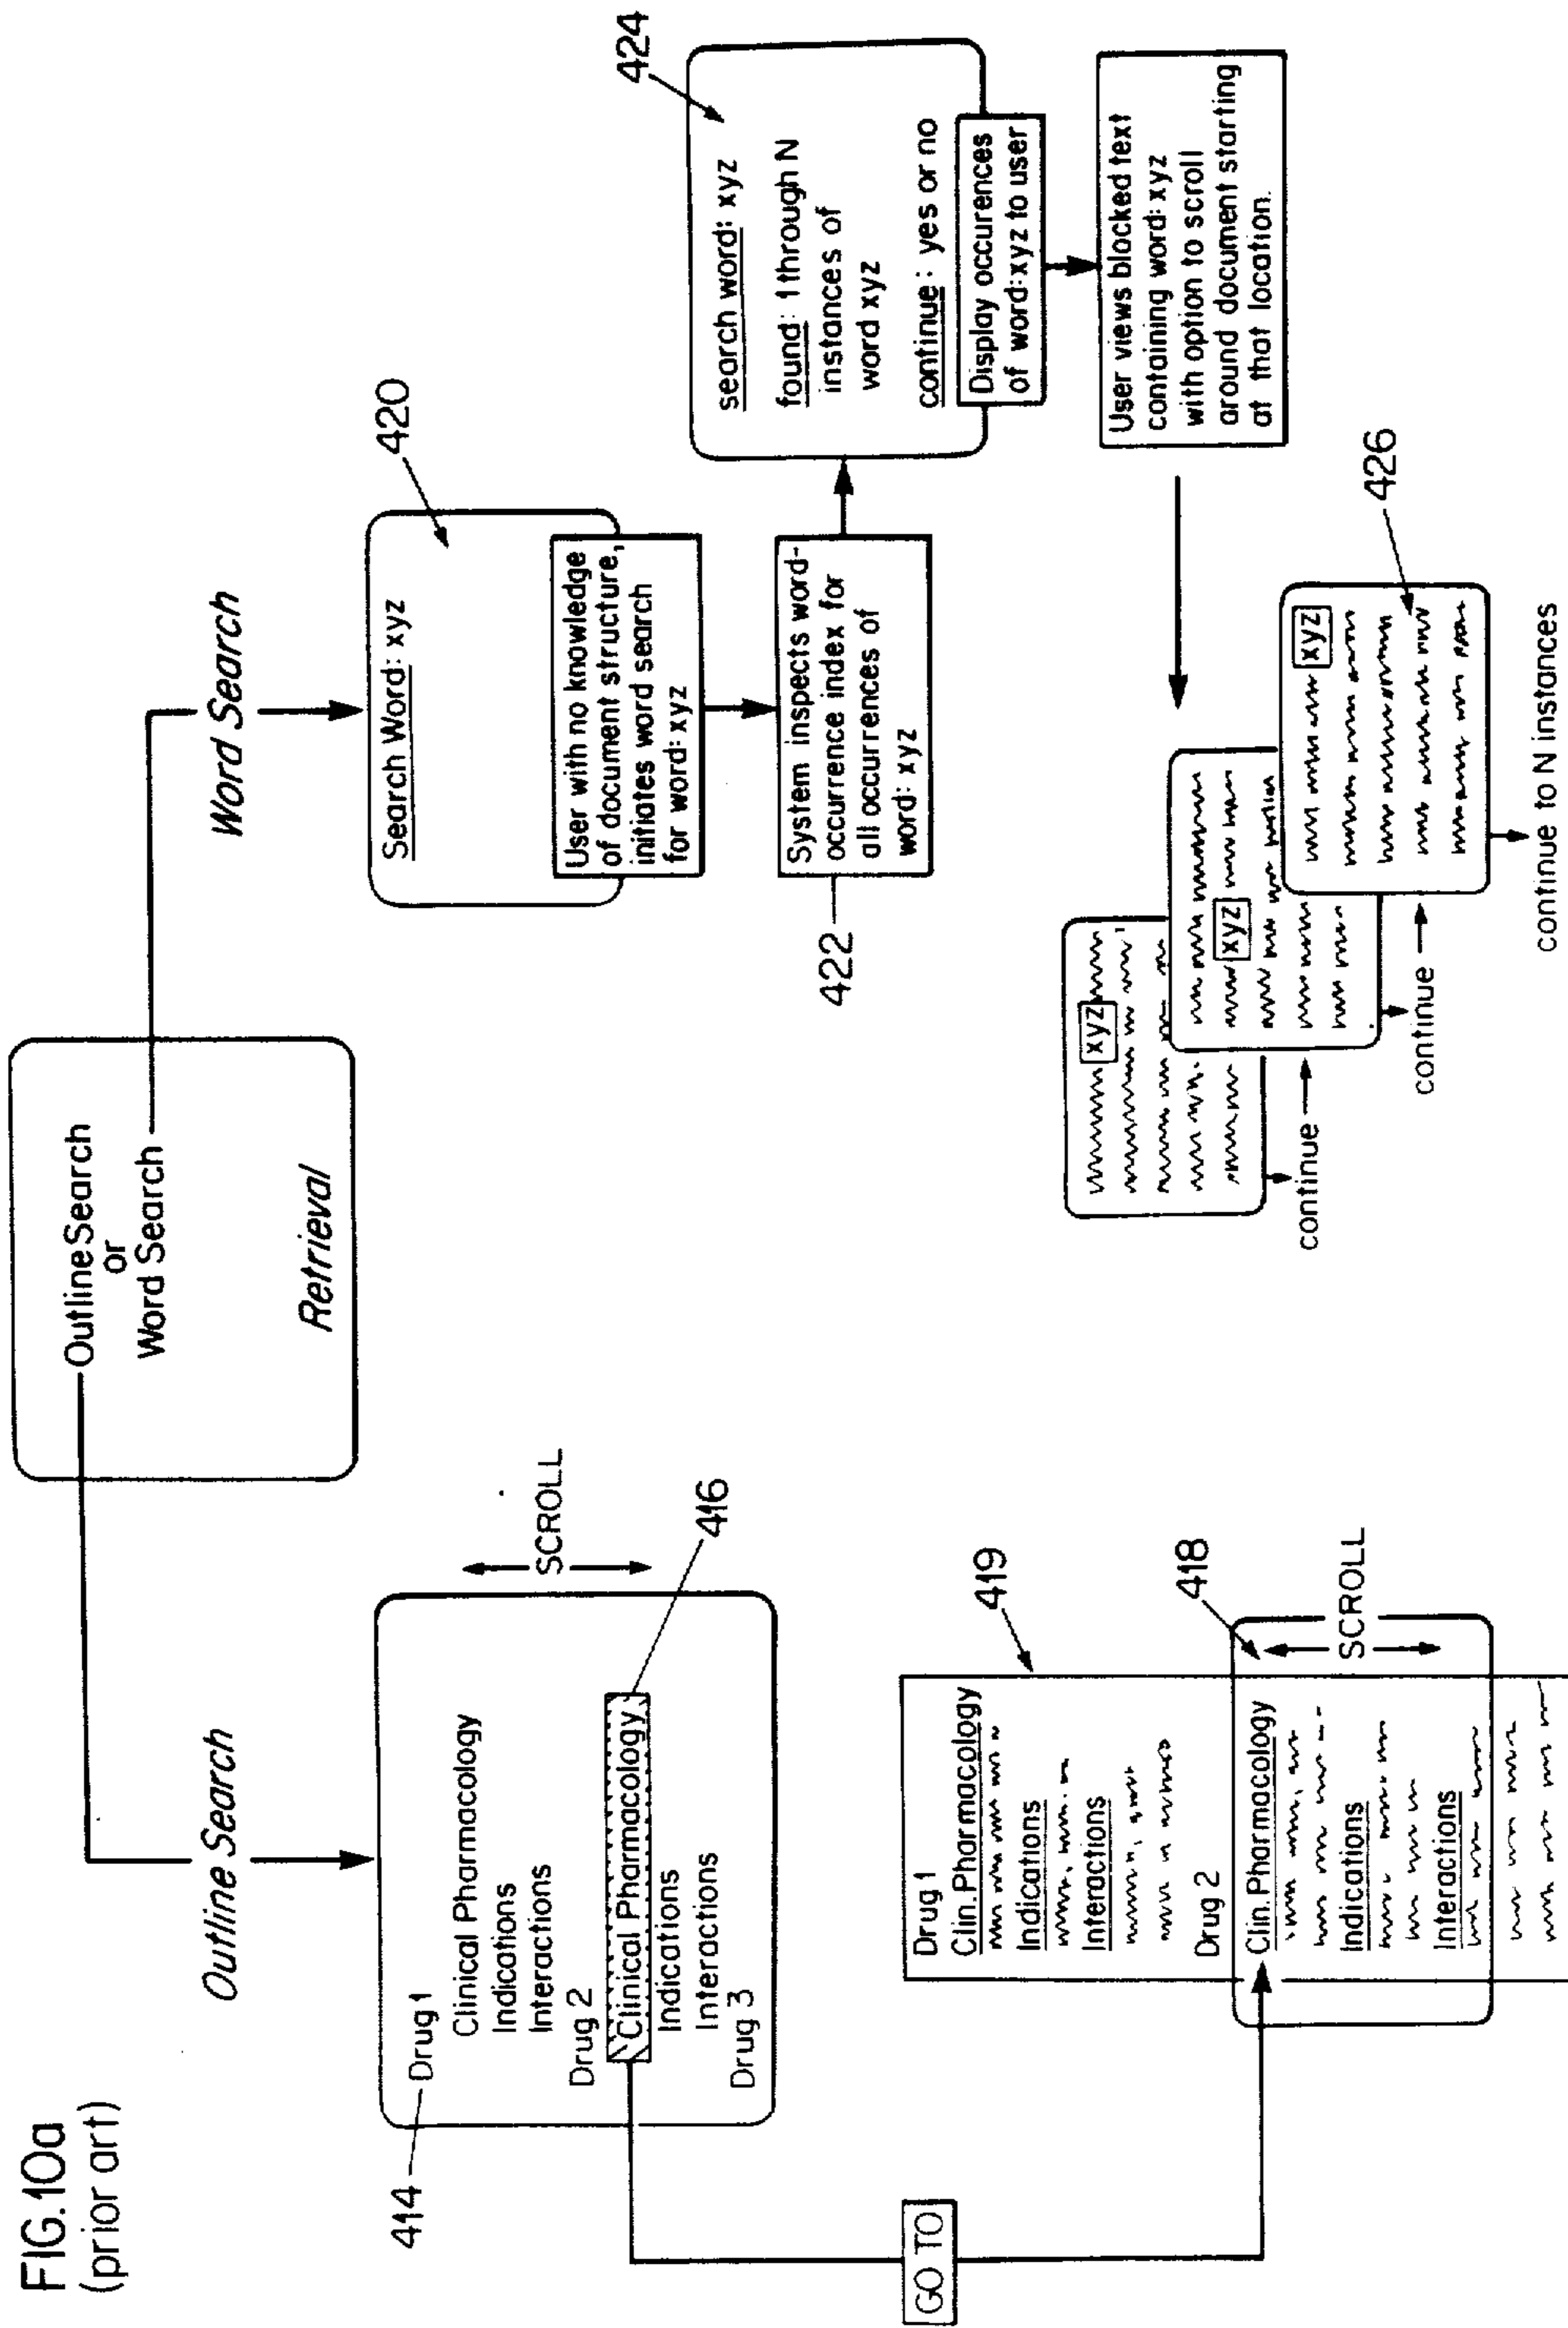 FIG.10a
(prior art)
Outline Search
or
Word Search
Retrieval
Outline Search
414
Drug 1
Clinical Pharmacology
Indications
Interactions
Drug 2
Clinical Pharmacology
Indications
Interactions
Drug 3
SCROLL
416
GO TO
419
Drug 1
Clin. Pharmacology
Indications
Interactions
Drug 2
418
Clin. Pharmacology
Indications
Interactions
SCROLL
Word Search
420
Search Word: xyz
User with no knowledge
of document structure,
initiates word search
for word: xyz
422
System inspects word-
occurrence index for
all occurrences of
word: xyz
424
search word: xyz
found: 1 through N
instances of
word xyz
continue: yes or no
Display occurences
of word: xyz to user
User views blocked text
containing word: xyz
with option to scroll
around document starting
at that location.
xyz
continue
xyz
continue
xyz
426
continue to N instances